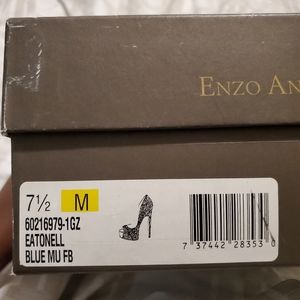 ENZO AN
7½ M
60216979-1GZ
EATONELL
BLUE MU FB
7 37442 28353 0